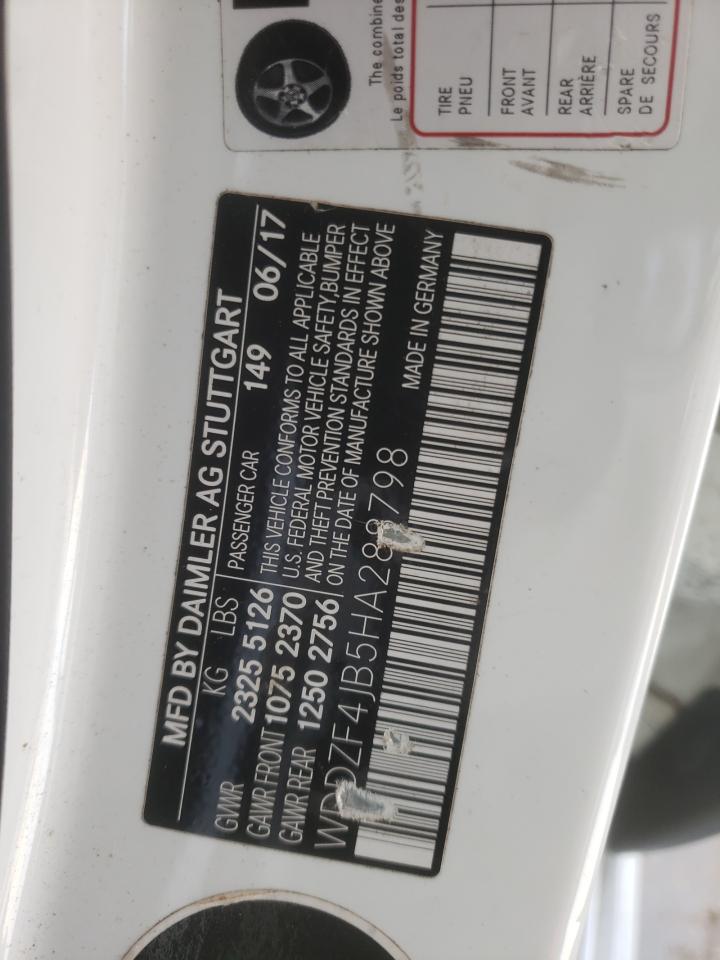 The combine
Le poids total des
TIRE
PNEU
FRONT
AVANT
REAR
ARRIÈRE
SPARE
DE SECOURS
MFD BY DAIMLER AG STUTTGART
KG LBS PASSENGER CAR 149 06/17
GVWR 2325 5126
GAWR FRONT 1075 2370
GAWR REAR 1250 2756
THIS VEHICLE CONFORMS TO ALL APPLICABLE
U.S. FEDERAL MOTOR VEHICLE SAFETY, BUMPER
AND THEFT PREVENTION STANDARDS IN EFFECT
ON THE DATE OF MANUFACTURE SHOWN ABOVE
WDDZF4JB5HA288798
MADE IN GERMANY